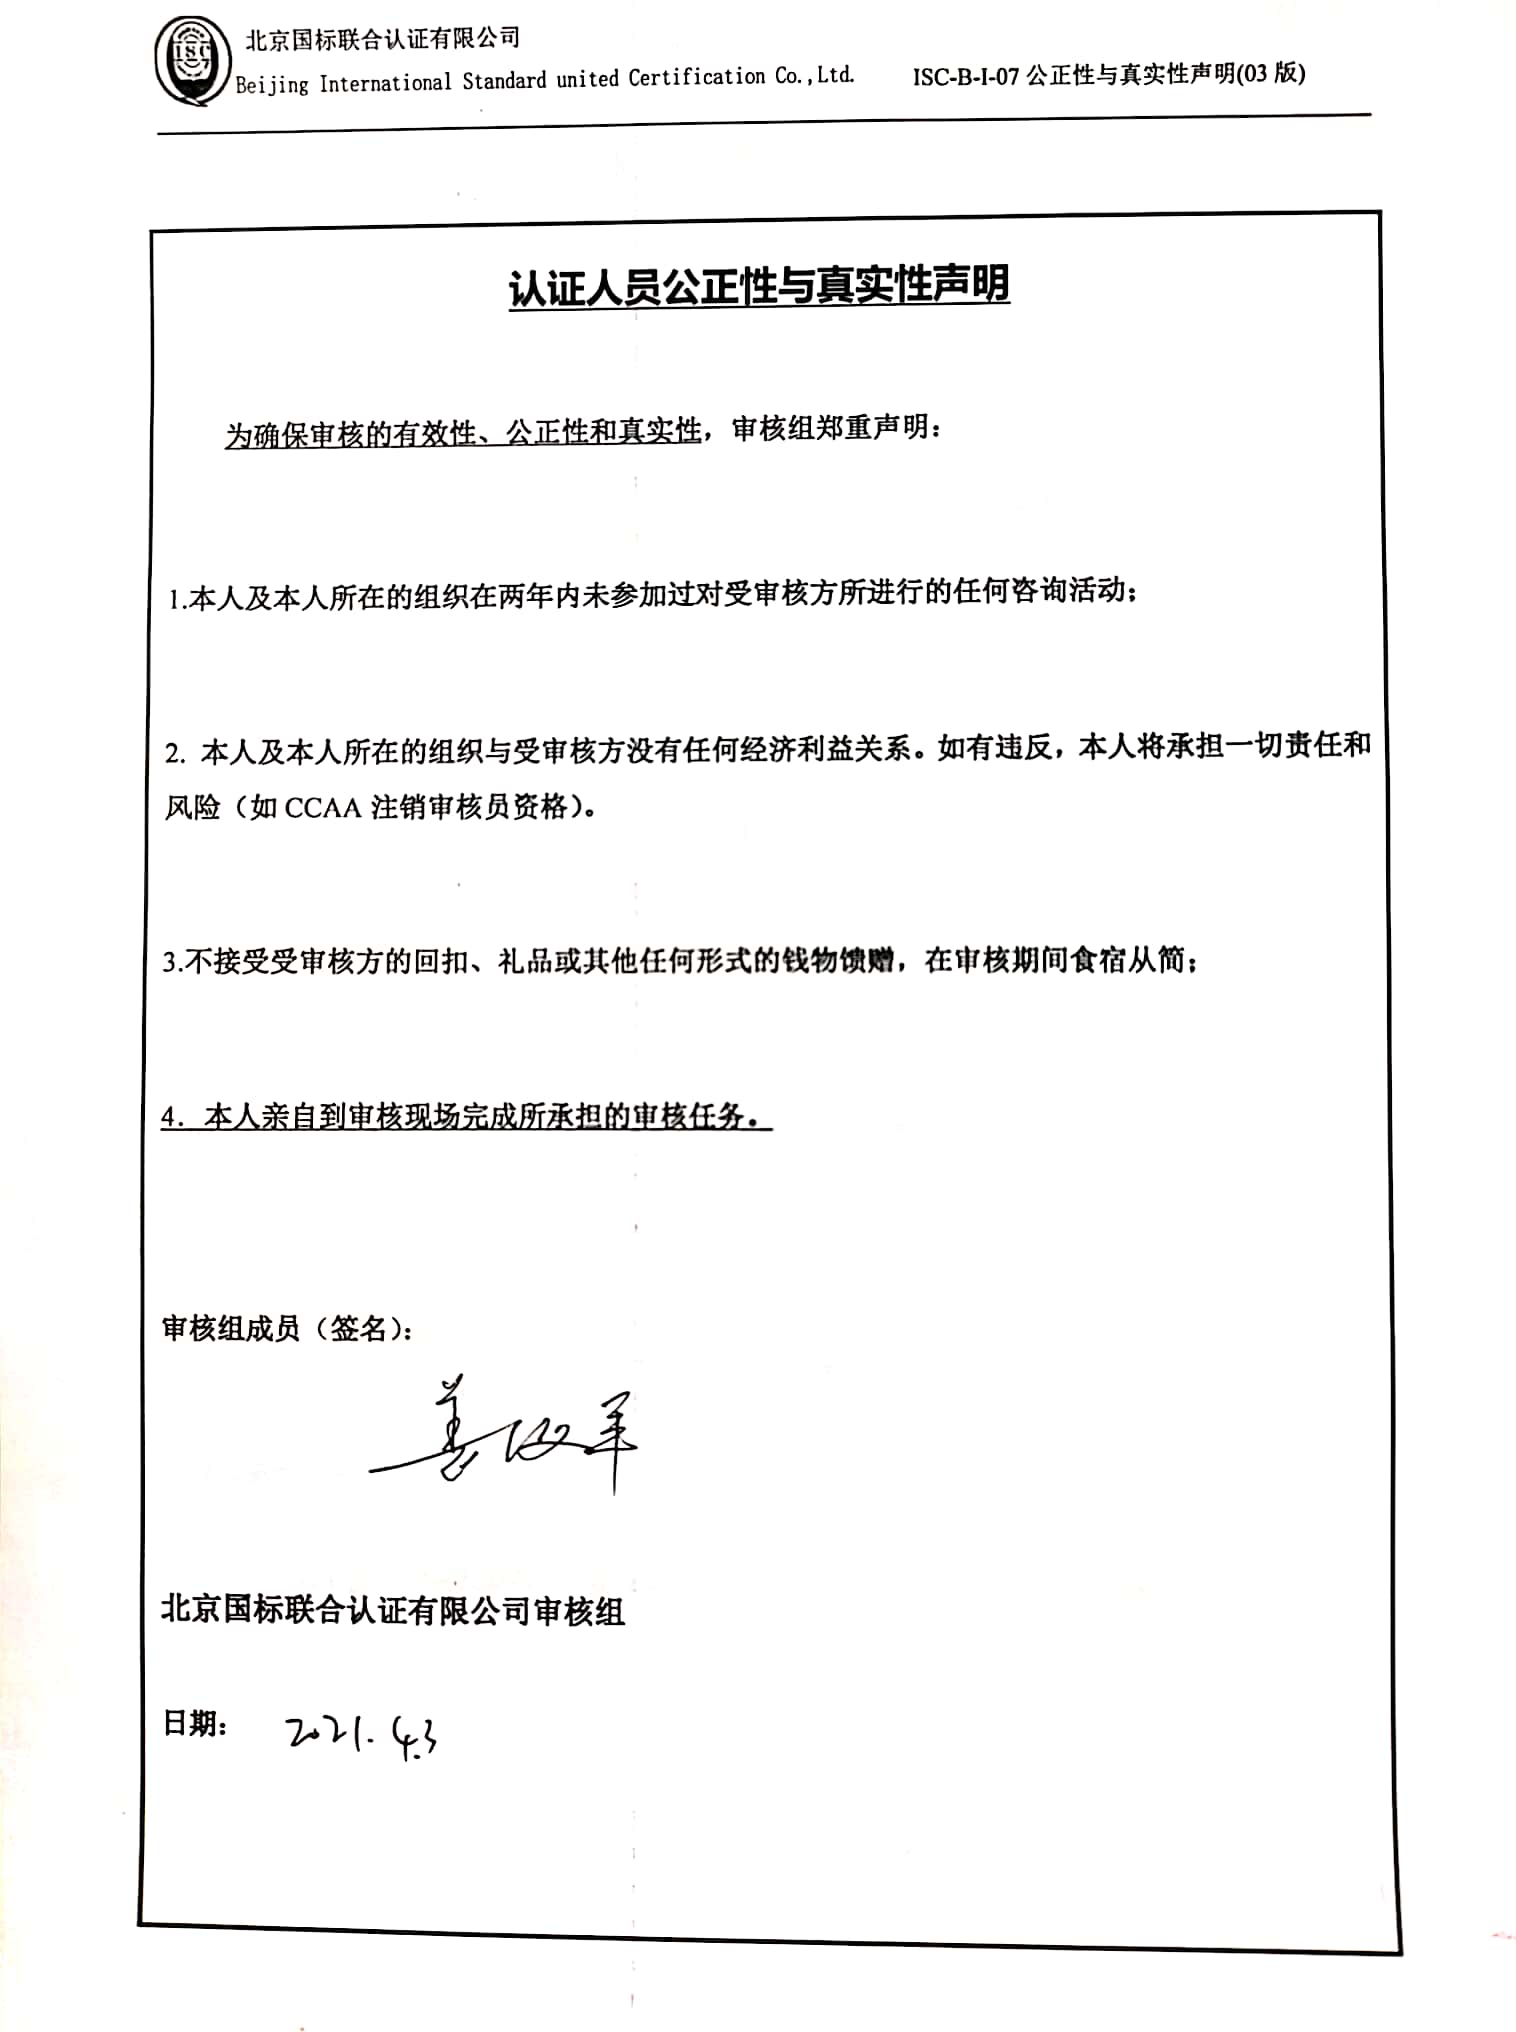 北京国标联合认证有限公司
Beijing International Standard united Certification Co.,Ltd. ISC-B-I-07 公正性与真实性声明(03 版)
ISC
认证人员公正性与真实性声明
为确保审核的有效性、公正性和真实性，审核组郑重声明：
1.本人及本人所在的组织在两年内未参加过对受审核方所进行的任何咨询活动；
2. 本人及本人所在的组织与受审核方没有任何经济利益关系。如有违反，本人将承担一切责任和
风险（如 CCAA 注销审核员资格）。
3.不接受受审核方的回扣、礼品或其他任何形式的钱物馈赠，在审核期间食宿从简；
4. 本人亲自到审核现场完成所承担的审核任务。
审核组成员（签名）：
北京国标联合认证有限公司审核组
日期： 2021.4.3